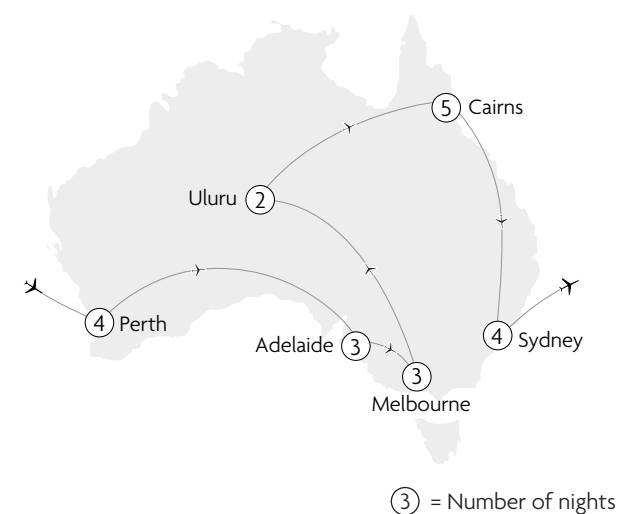 5 Cairns
Uluru 2
4 Perth
Adelaide 3
4 Sydney
3
Melbourne
3 = Number of nights